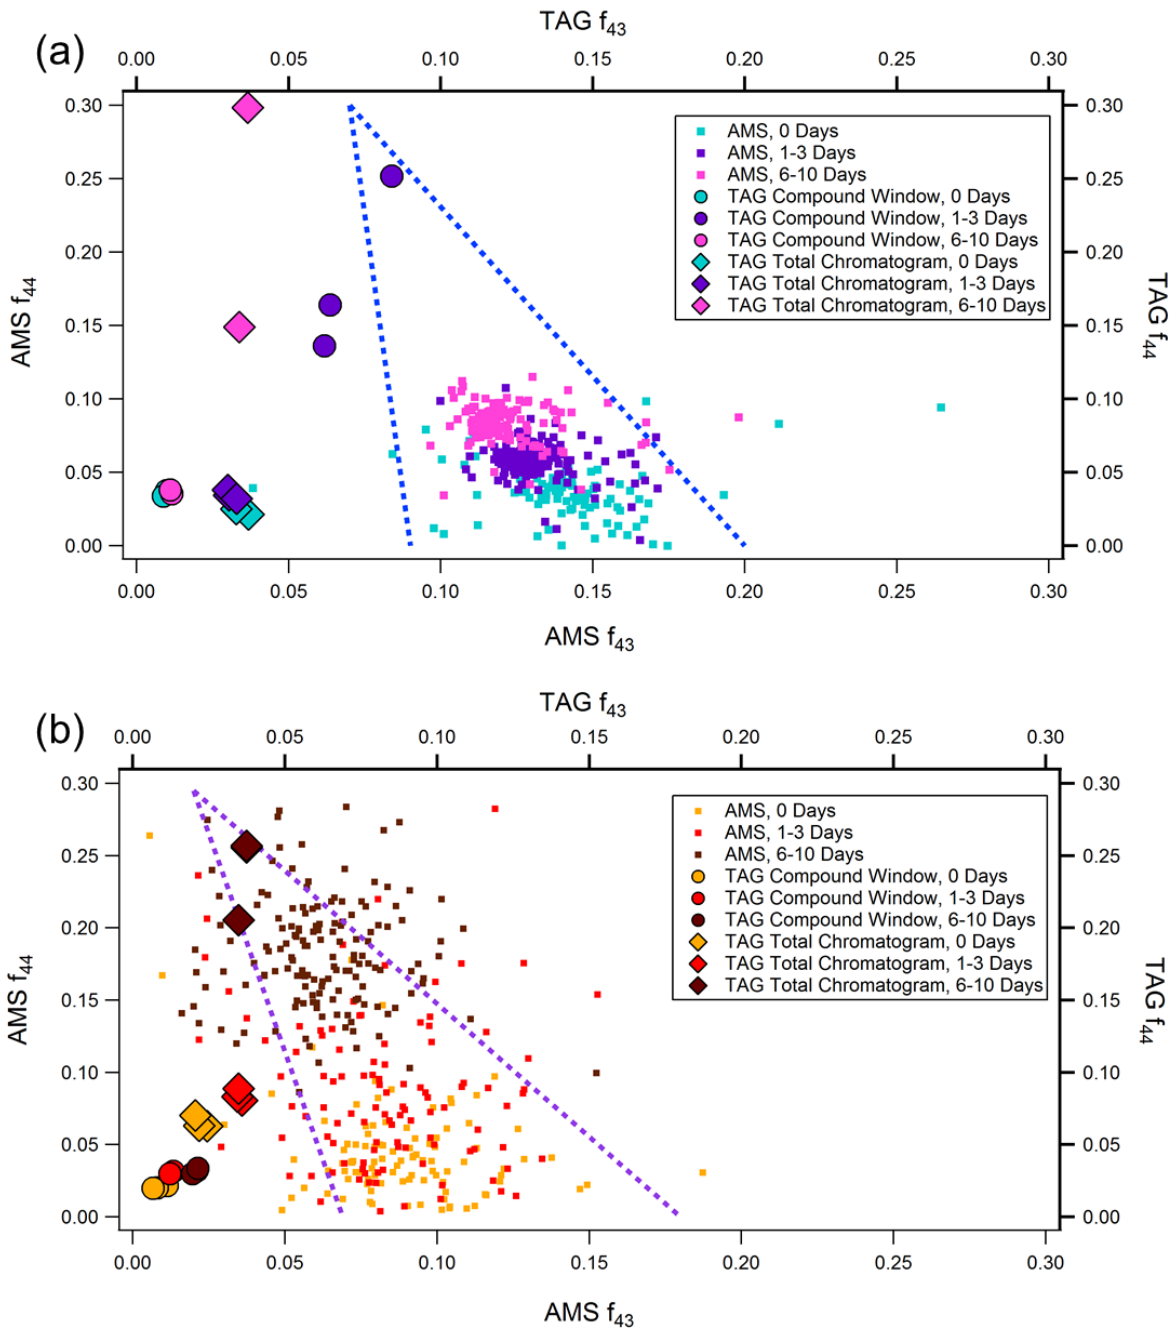 (a)
TAG f43
0.00 0.05 0.10 0.15 0.20 0.25 0.30
0.30 0.30
AMS, 0 Days
AMS, 1-3 Days
AMS, 6-10 Days
0.25 0.25
TAG Compound Window, 0 Days
TAG Compound Window, 1-3 Days
TAG Compound Window, 6-10 Days
0.20 0.20
TAG Total Chromatogram, 0 Days
TAG Total Chromatogram, 1-3 Days
TAG Total Chromatogram, 6-10 Days
AMS f44
TAG f44
0.15 0.15
0.10 0.10
0.05 0.05
0.00 0.00
0.00 0.05 0.10 0.15 0.20 0.25 0.30
AMS f43
(b)
TAG f43
0.00 0.05 0.10 0.15 0.20 0.25 0.30
0.30 0.30
AMS, 0 Days
AMS, 1-3 Days
AMS, 6-10 Days
0.25 0.25
TAG Compound Window, 0 Days
TAG Compound Window, 1-3 Days
TAG Compound Window, 6-10 Days
0.20 0.20
TAG Total Chromatogram, 0 Days
TAG Total Chromatogram, 1-3 Days
TAG Total Chromatogram, 6-10 Days
AMS f44
TAG f44
0.15 0.15
0.10 0.10
0.05 0.05
0.00 0.00
0.00 0.05 0.10 0.15 0.20 0.25 0.30
AMS f43